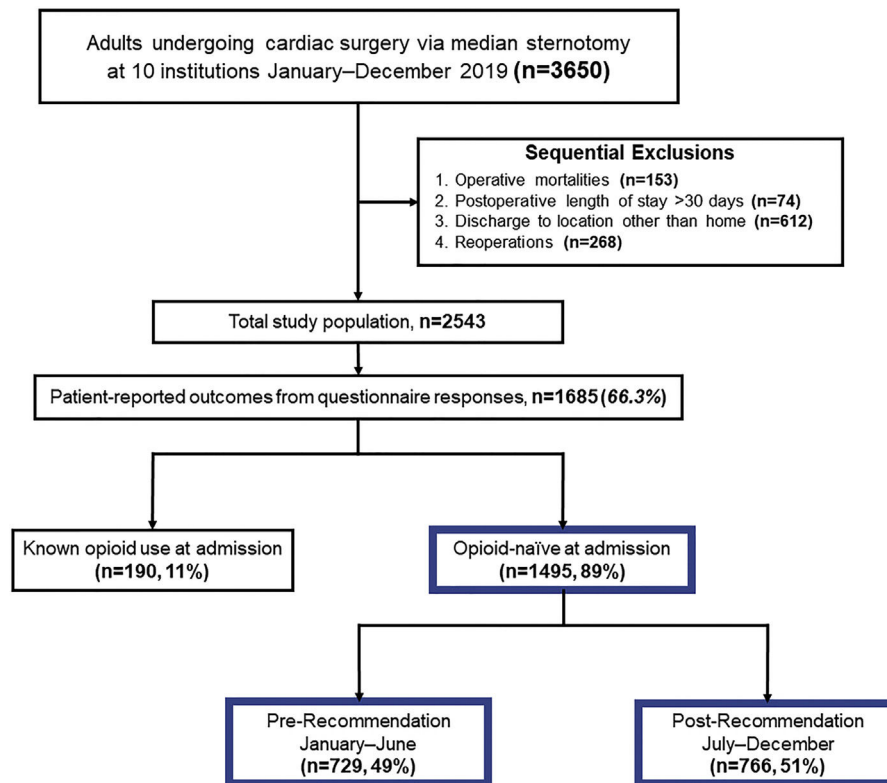 Adults undergoing cardiac surgery via median sternotomy
at 10 institutions January–December 2019 (n=3650)
Sequential Exclusions
1. Operative mortalities (n=153)
2. Postoperative length of stay >30 days (n=74)
3. Discharge to location other than home (n=612)
4. Reoperations (n=268)
Total study population, n=2543
Patient-reported outcomes from questionnaire responses, n=1685 (66.3%)
Known opioid use at admission
(n=190, 11%)
Opioid-naïve at admission
(n=1495, 89%)
Pre-Recommendation
January–June
(n=729, 49%)
Post-Recommendation
July–December
(n=766, 51%)